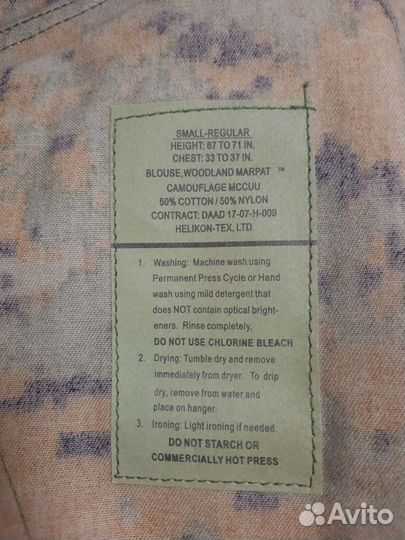 SMALL-REGULAR
HEIGHT: 67 TO 71 IN.
CHEST: 33 TO 37 IN.
BLOUSE,WOODLAND MARPAT ™
CAMOUFLAGE MCCUU
50% COTTON / 50% NYLON
CONTRACT: DAAD 17-07-H-009
HELIKON-TEX, LTD
1. Washing: Machine wash using
Permanent Press Cycle or Hand
wash using mild detergent that
does NOT contain optical bright-
eners. Rinse completely.
DO NOT USE CHLORINE BLEACH
2. Drying: Tumble dry and remove
immediately from dryer. To drip
dry, remove from water and
place on hanger.
3. Ironing: Light ironing if needed.
DO NOT STARCH OR
COMMERCIALLY HOT PRESS
Avito